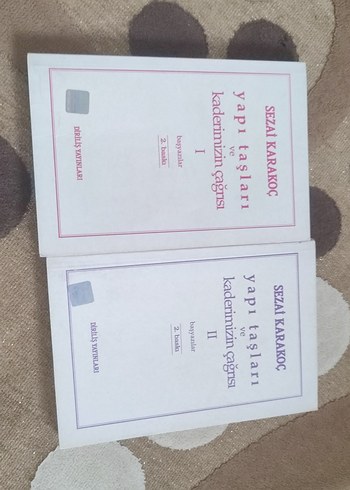 SEZAİ KARAKOÇ
yapı taşları
ve
kaderimizin çağrısı
I
başyazılar
2. baskı
DİRİLİŞ YAYINLARI
SEZAİ KARAKOÇ
yapı taşları
ve
kaderimizin çağrısı
II
başyazılar
2. baskı
DİRİLİŞ YAYINLARI